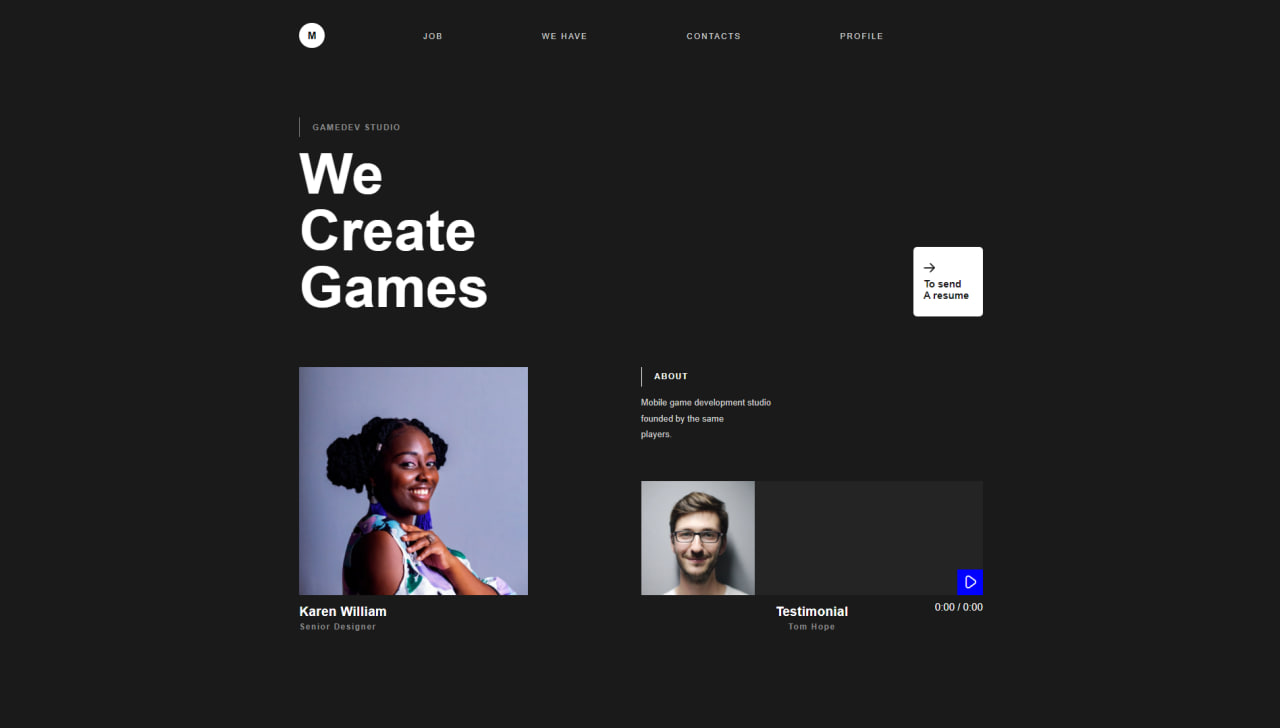 M
JOB
WE HAVE
CONTACTS
PROFILE
GAMEDEV STUDIO
We
Create
Games
To send
A resume
ABOUT
Mobile game development studio
founded by the same
players.
Karen William
Senior Designer
Testimonial
Tom Hope
0:00 / 0:00